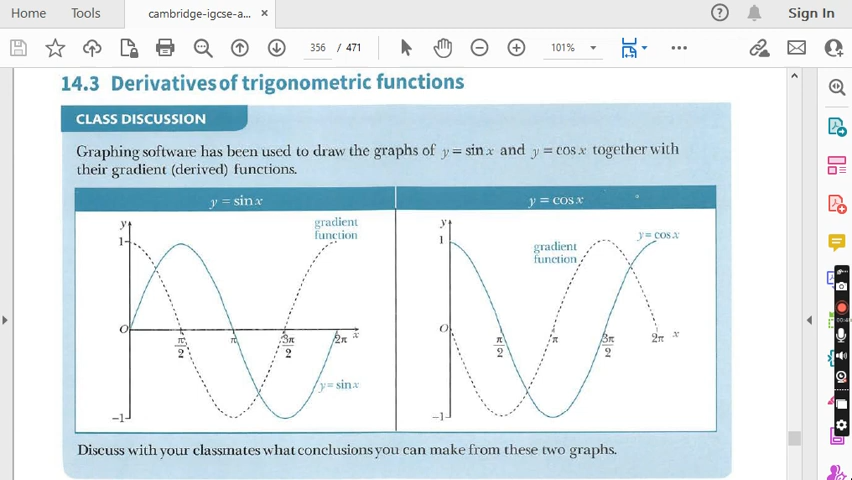 Home Tools cambridge-igcse-a... × Sign In
356 / 471 101%
14.3 Derivatives of trigonometric functions
CLASS DISCUSSION
Graphing software has been used to draw the graphs of y = sin x and y = cos x together with
their gradient (derived) functions.
y = sin x
y
1
gradient
function
O
π/2
π
3π/2
2π
x
y = sin x
−1
y = cos x
y
1
y = cos x
gradient
function
O
π/2
π
3π/2
2π
x
−1
Discuss with your classmates what conclusions you can make from these two graphs.